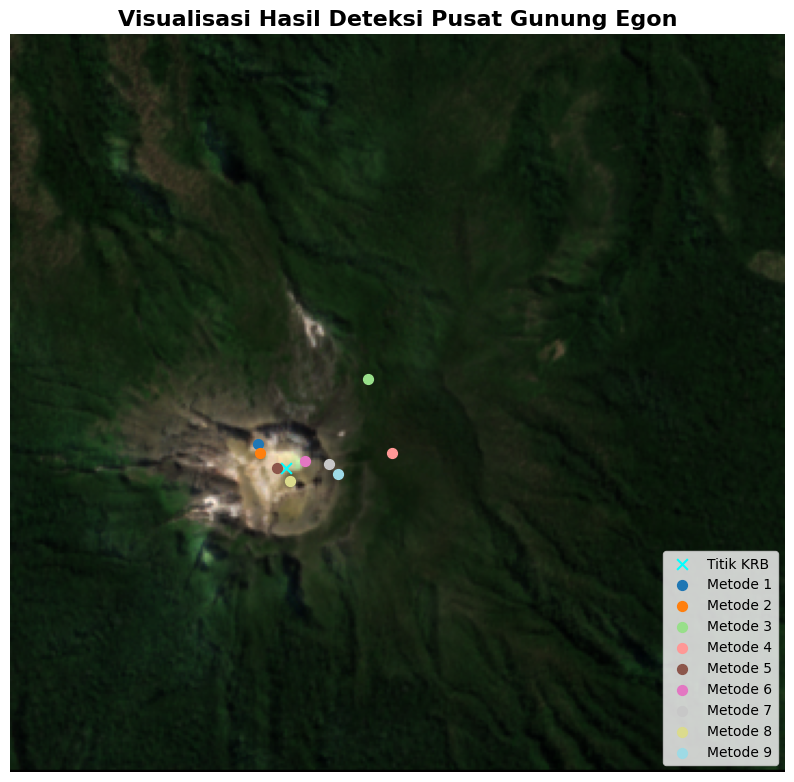 Visualisasi Hasil Deteksi Pusat Gunung Egon
Titik KRB
Metode 1
Metode 2
Metode 3
Metode 4
Metode 5
Metode 6
Metode 7
Metode 8
Metode 9